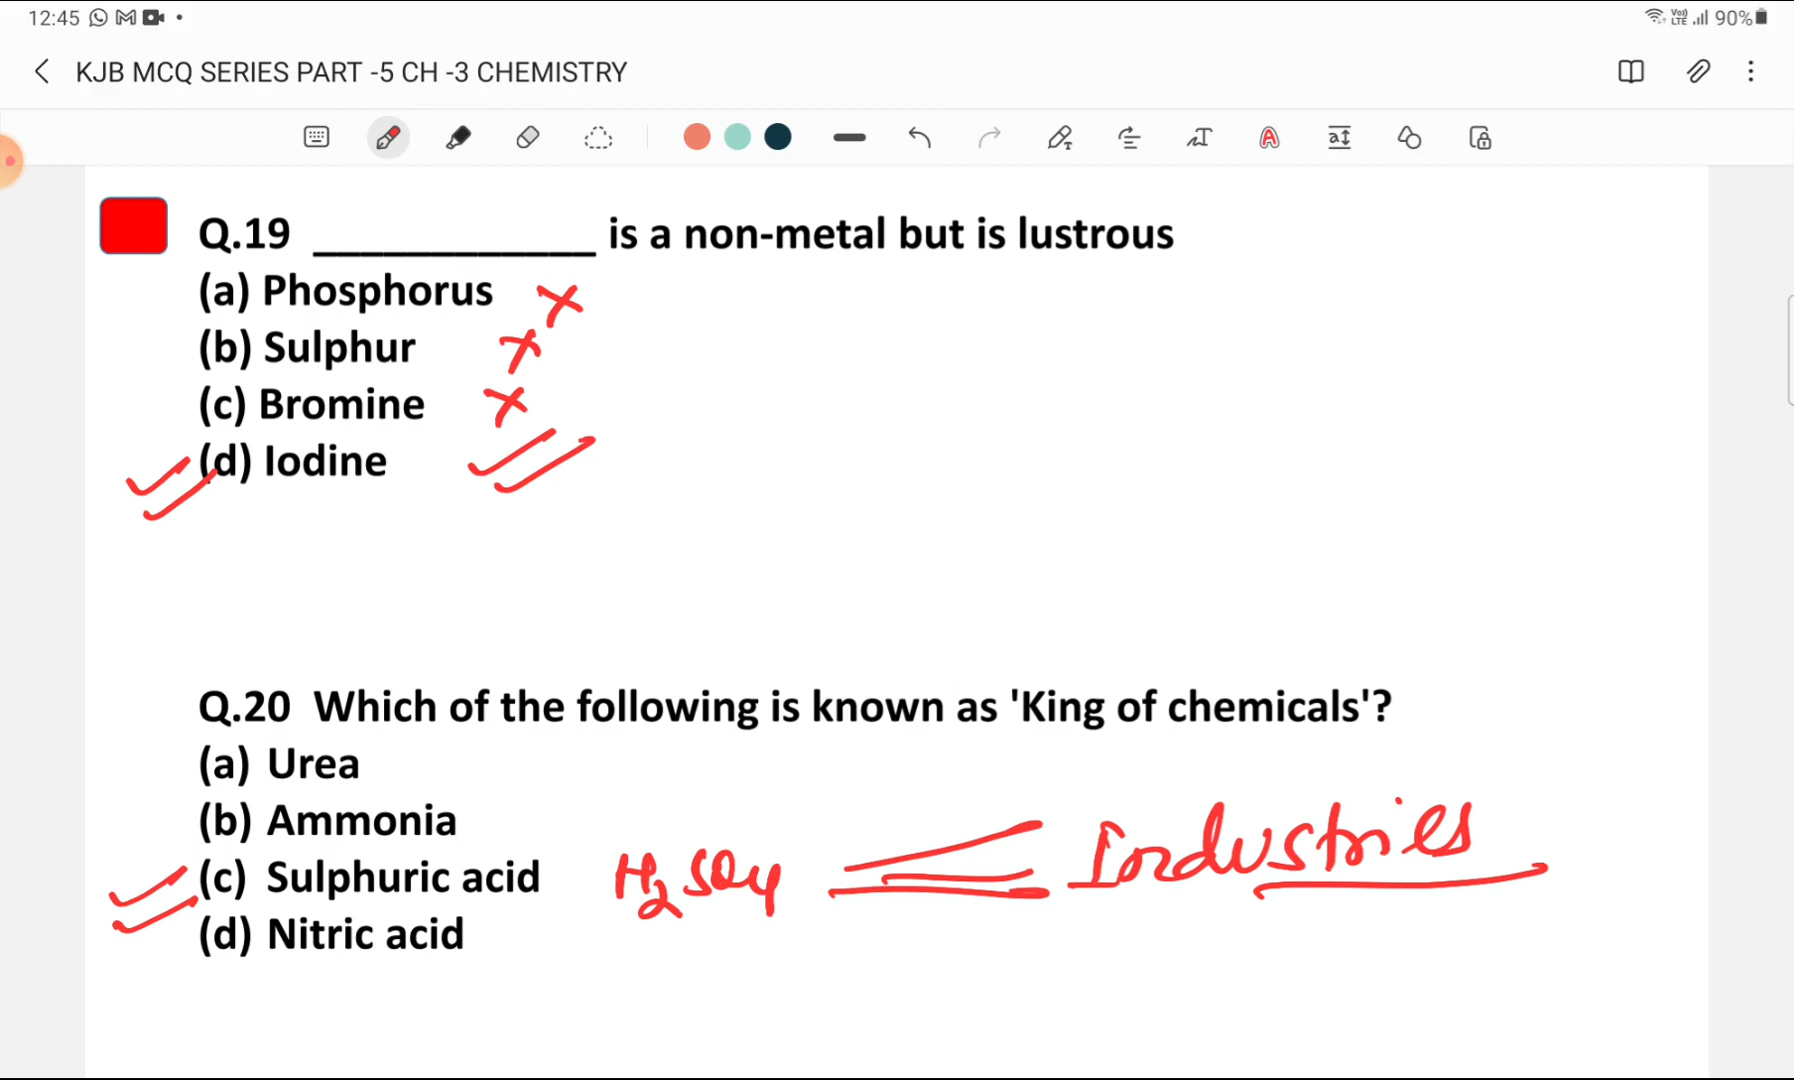 12:45
VoD LTE 90%
KJB MCQ SERIES PART -5 CH -3 CHEMISTRY
Q.19 ____________ is a non-metal but is lustrous
(a) Phosphorus
(b) Sulphur
(c) Bromine
(d) Iodine
Q.20 Which of the following is known as 'King of chemicals'?
(a) Urea
(b) Ammonia
(c) Sulphuric acid H2SO4 Industries
(d) Nitric acid